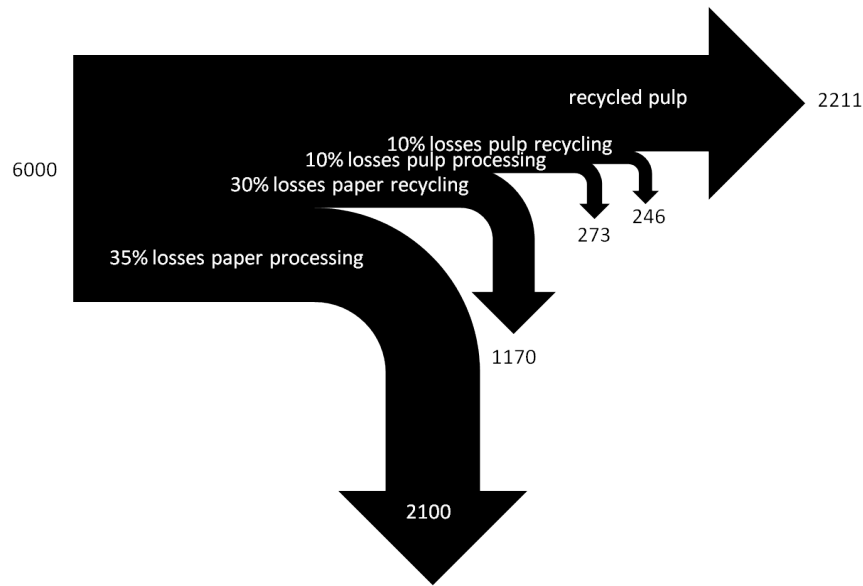 recycled pulp
2211
10% losses pulp recycling
10% losses pulp processing
6000
30% losses paper recycling
246
273
35% losses paper processing
1170
2100